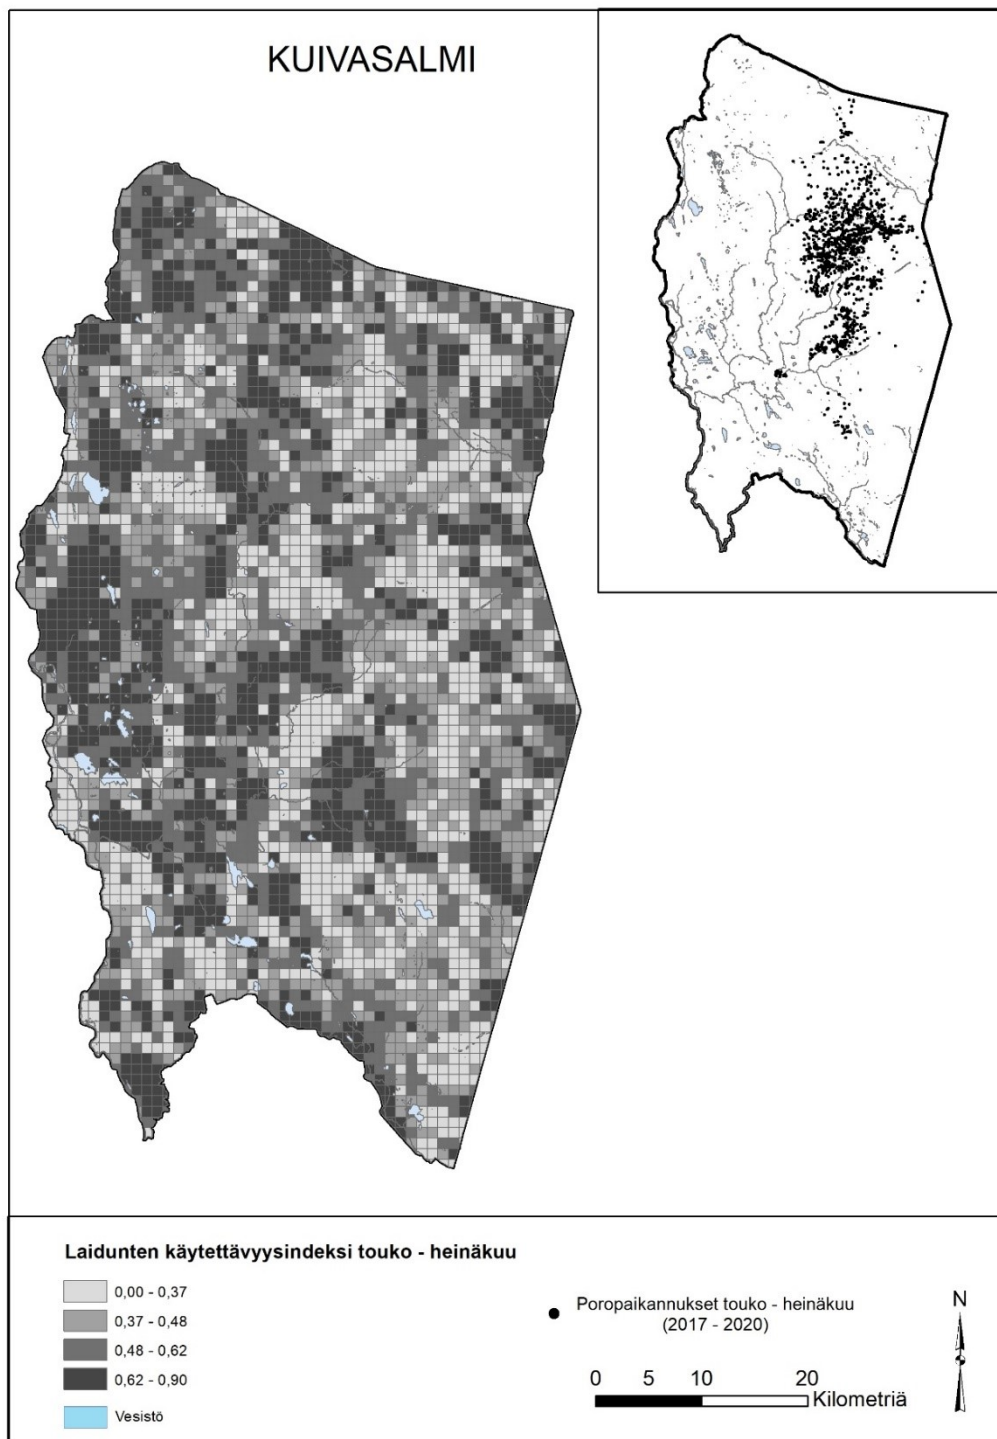 KUIVASALMI
Laidunten käytettävyysindeksi touko - heinäkuu
0,00 - 0,37
0,37 - 0,48
0,48 - 0,62
0,62 - 0,90
Vesistö
Poropaikannukset touko - heinäkuu
(2017 - 2020)
0 5 10 20
Kilometriä
N